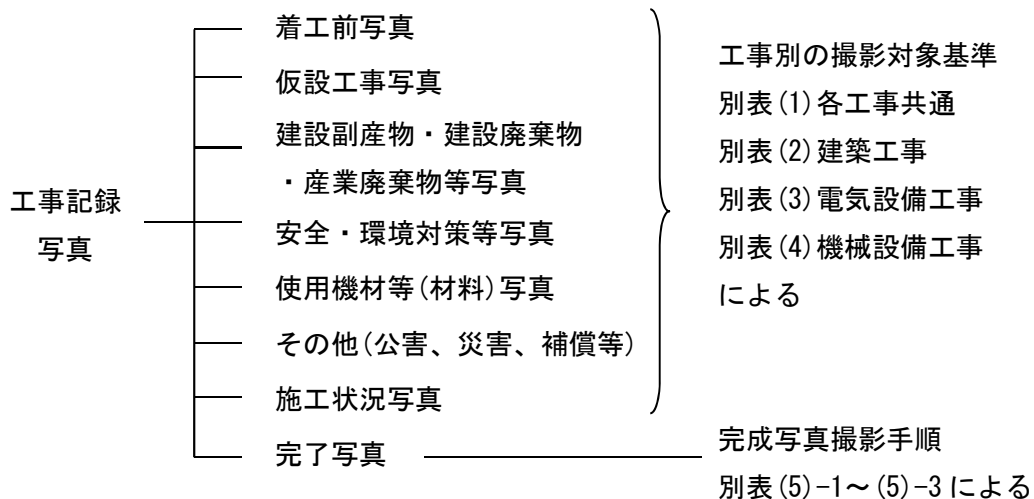 工事記録
写真
着工前写真
仮設工事写真
建設副産物・建設廃棄物
・産業廃棄物等写真
安全・環境対策等写真
使用機材等(材料)写真
その他(公害、災害、補償等)
施工状況写真
完了写真
工事別の撮影対象基準
別表(1)各工事共通
別表(2)建築工事
別表(3)電気設備工事
別表(4)機械設備工事
による
完成写真撮影手順
別表(5)-1～(5)-3による